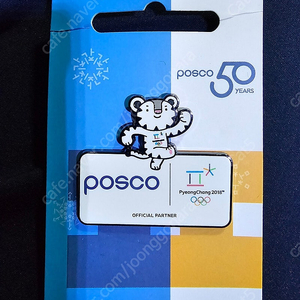 posco 50
YEARS
posco
PyeongChang 2018
OFFICIAL PARTNER